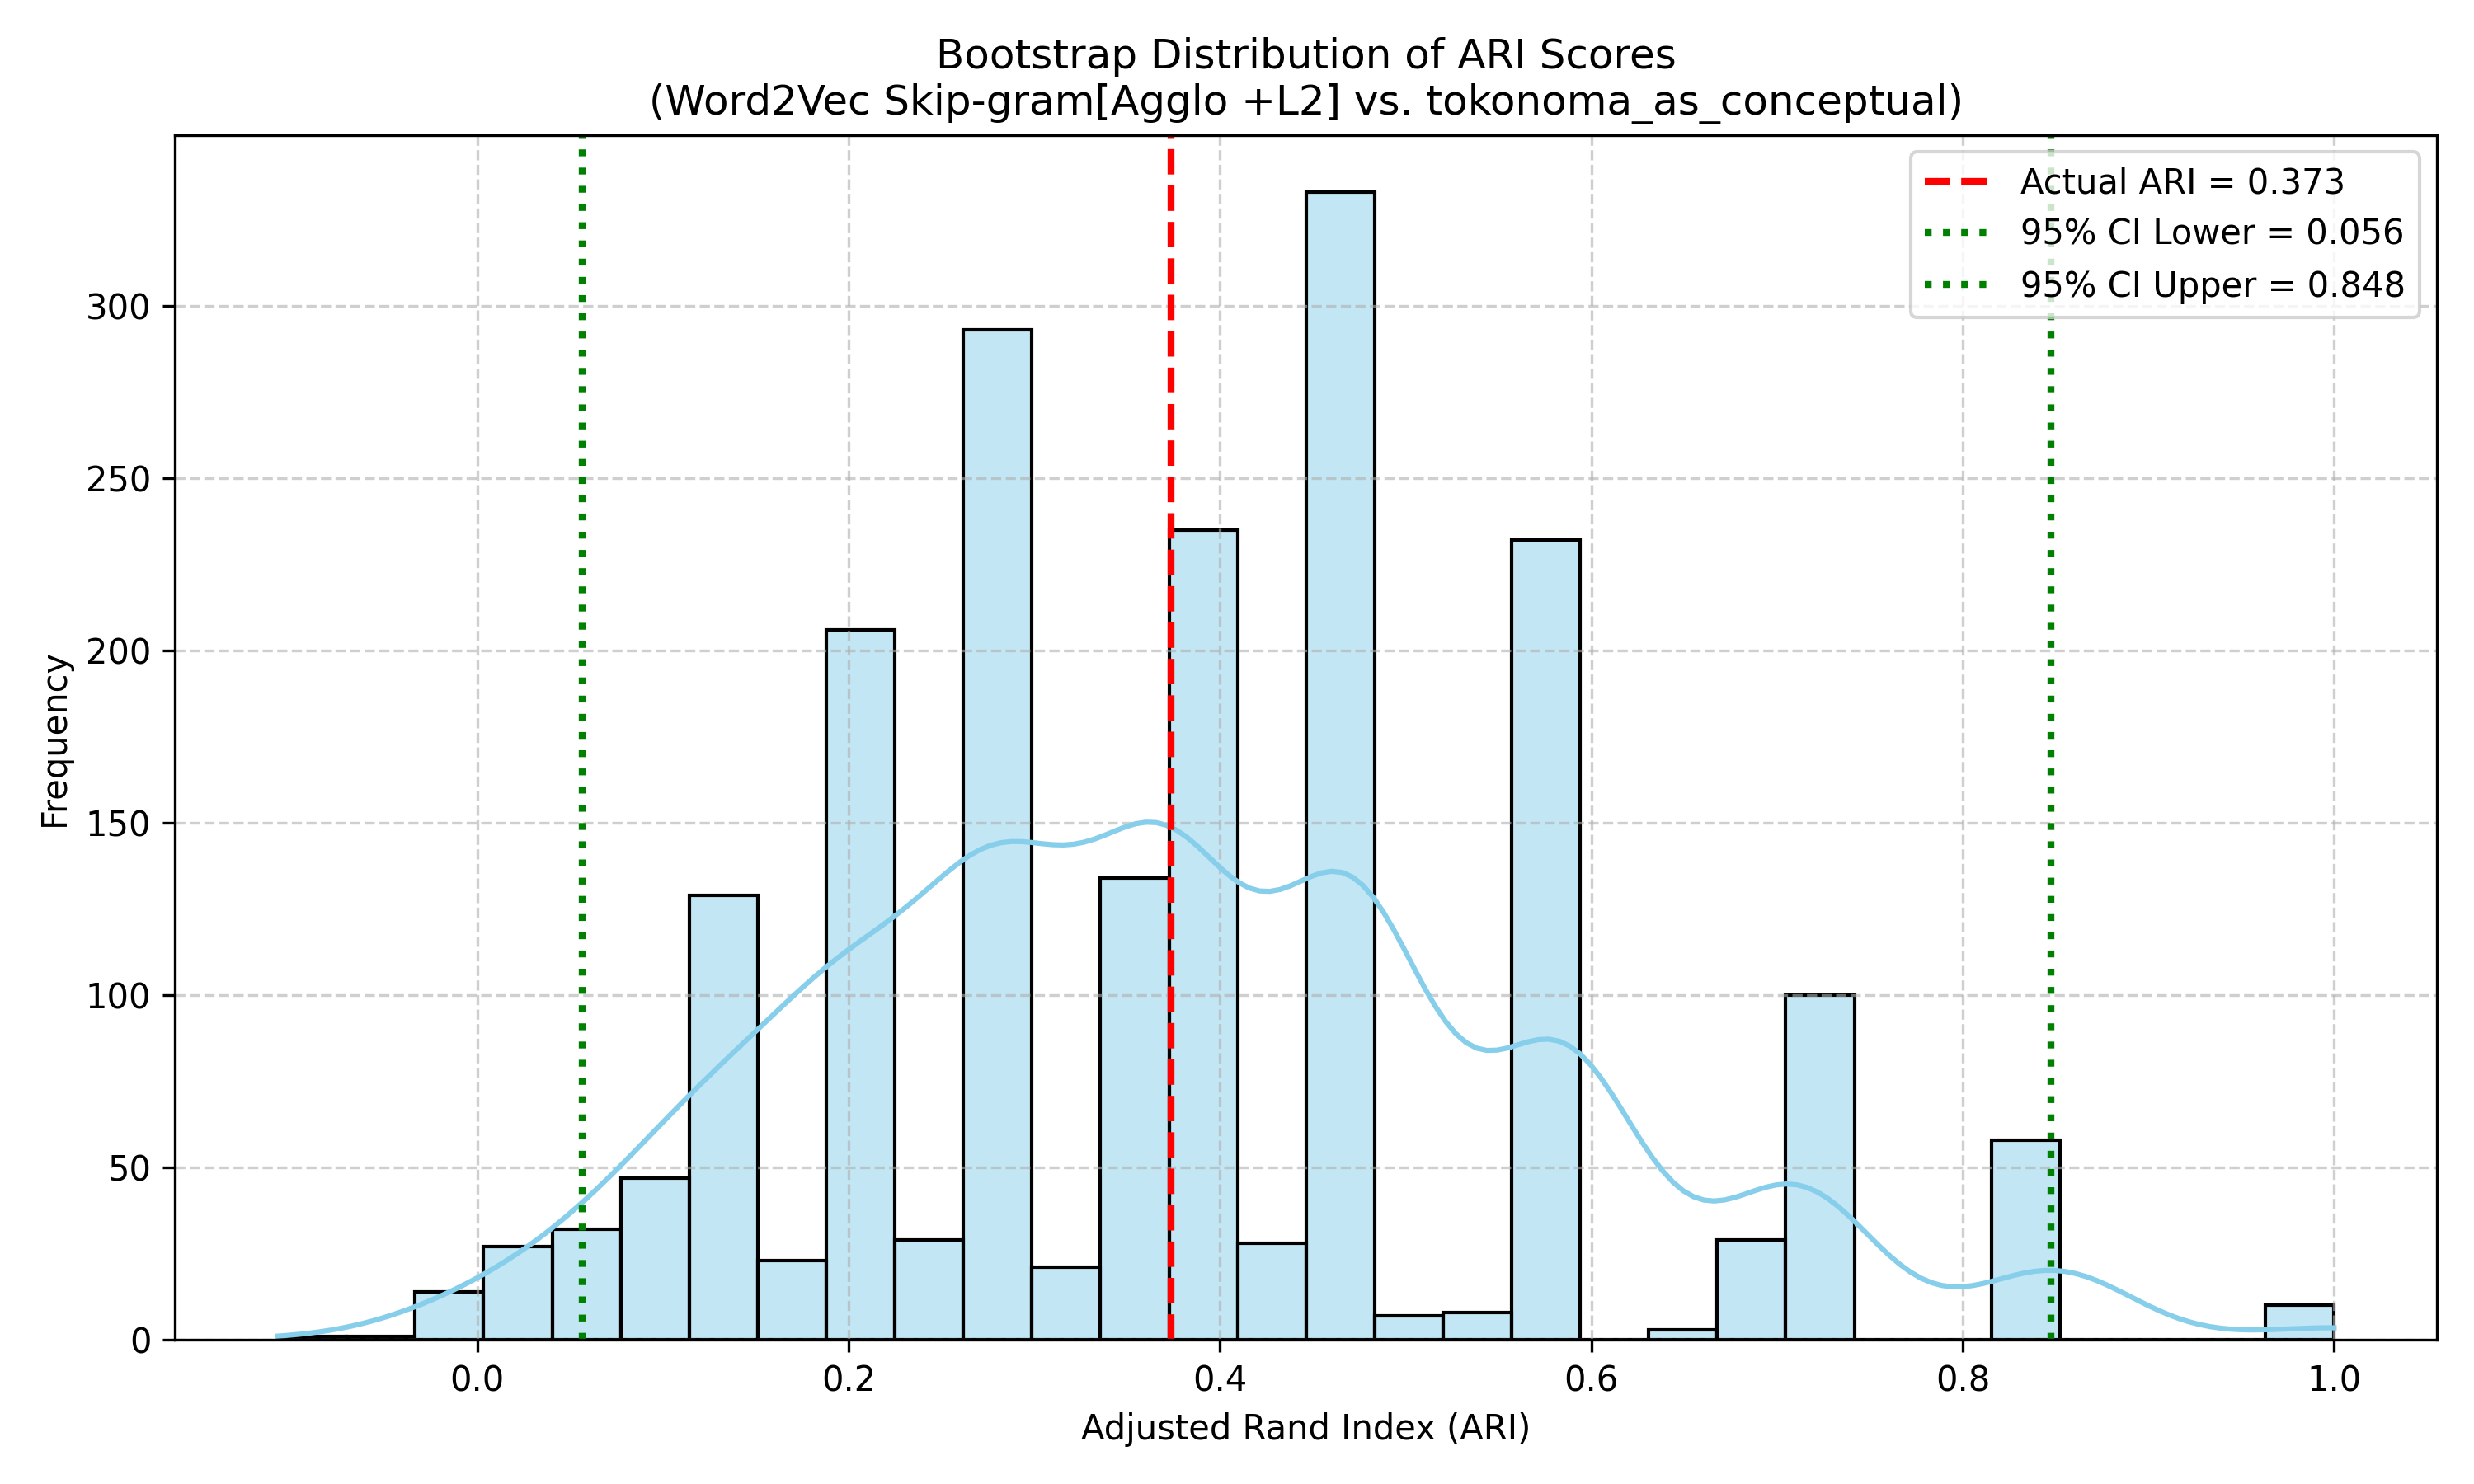 Bootstrap Distribution of ARI Scores
(Word2Vec Skip-gram[Agglo +L2] vs. tokonoma_as_conceptual)
Actual ARI = 0.373
95% CI Lower = 0.056
95% CI Upper = 0.848
Frequency
300
250
200
150
100
50
0
0.0 0.2 0.4 0.6 0.8 1.0
Adjusted Rand Index (ARI)